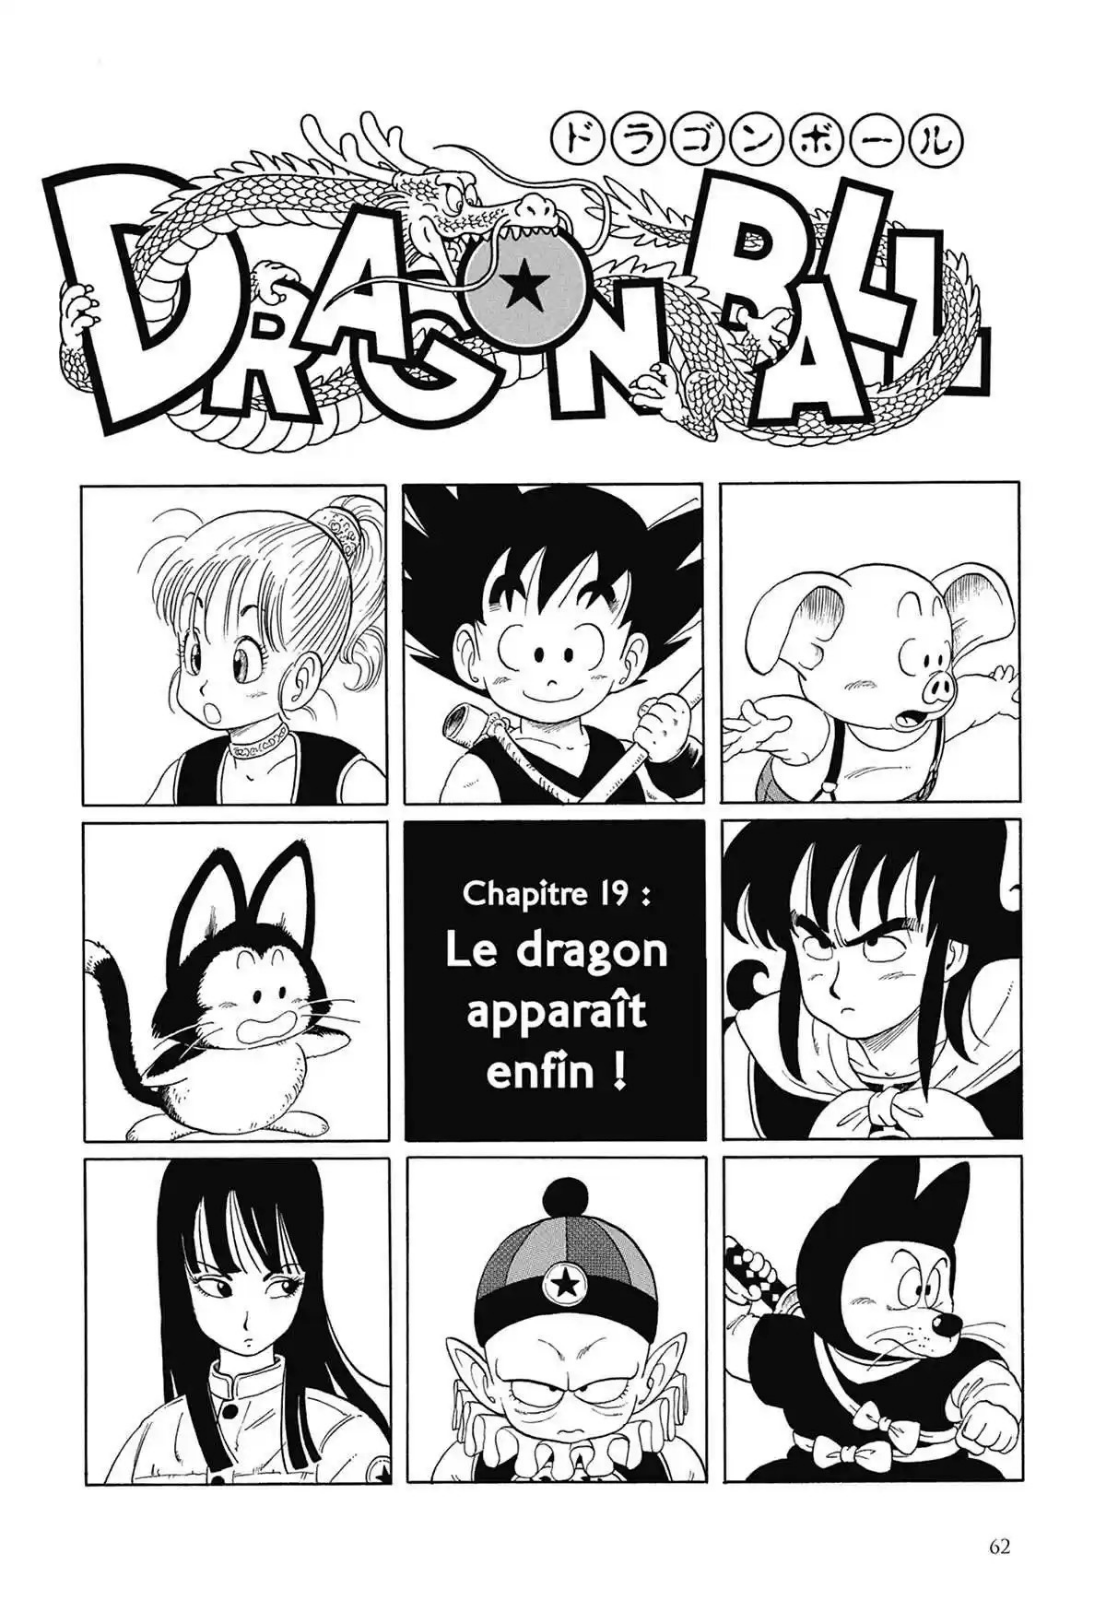 ドラゴンボール
DRAGON BALL
Chapitre 19 :
Le dragon
apparaît
enfin !
62